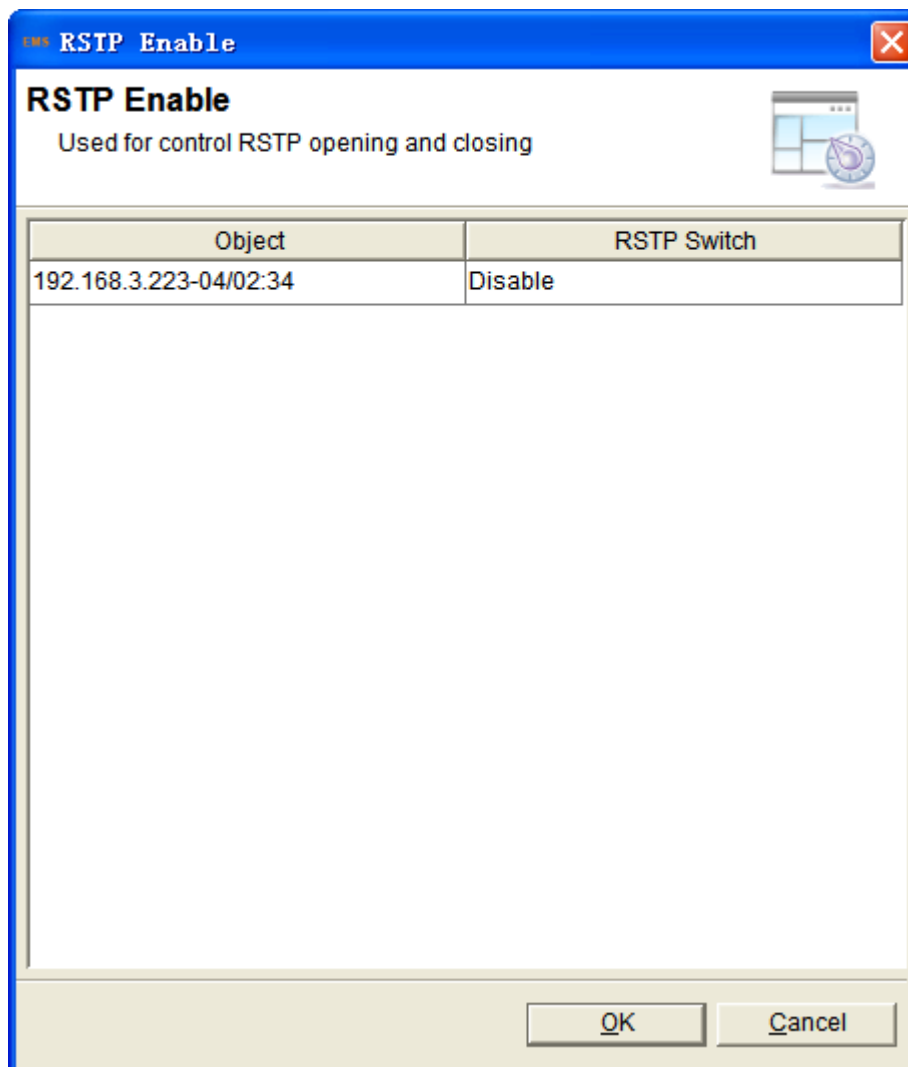 EMS RSTP Enable
RSTP Enable
Used for control RSTP opening and closing
Object RSTP Switch
192.168.3.223-04/02:34 Disable
OK Cancel